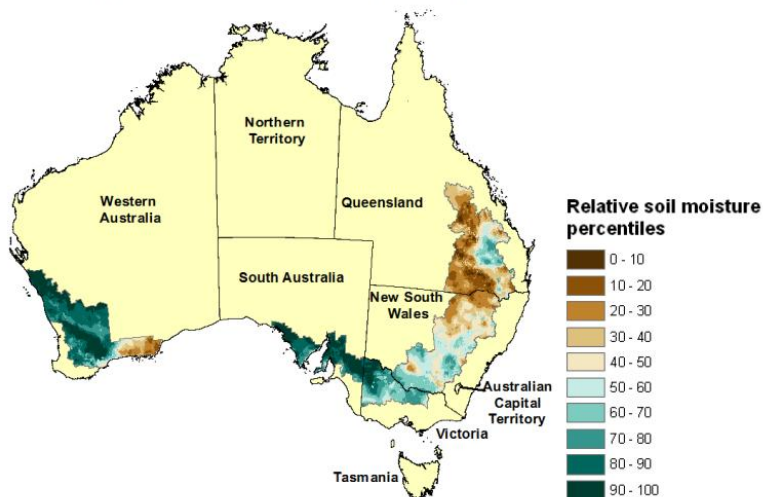 Northern
Territory
Western
Australia
Queensland
South Australia
New South
Wales
Australian
Capital
Territory
Victoria
Tasmania
Relative soil moisture
percentiles
0 - 10
10 - 20
20 - 30
30 - 40
40 - 50
50 - 60
60 - 70
70 - 80
80 - 90
90 - 100